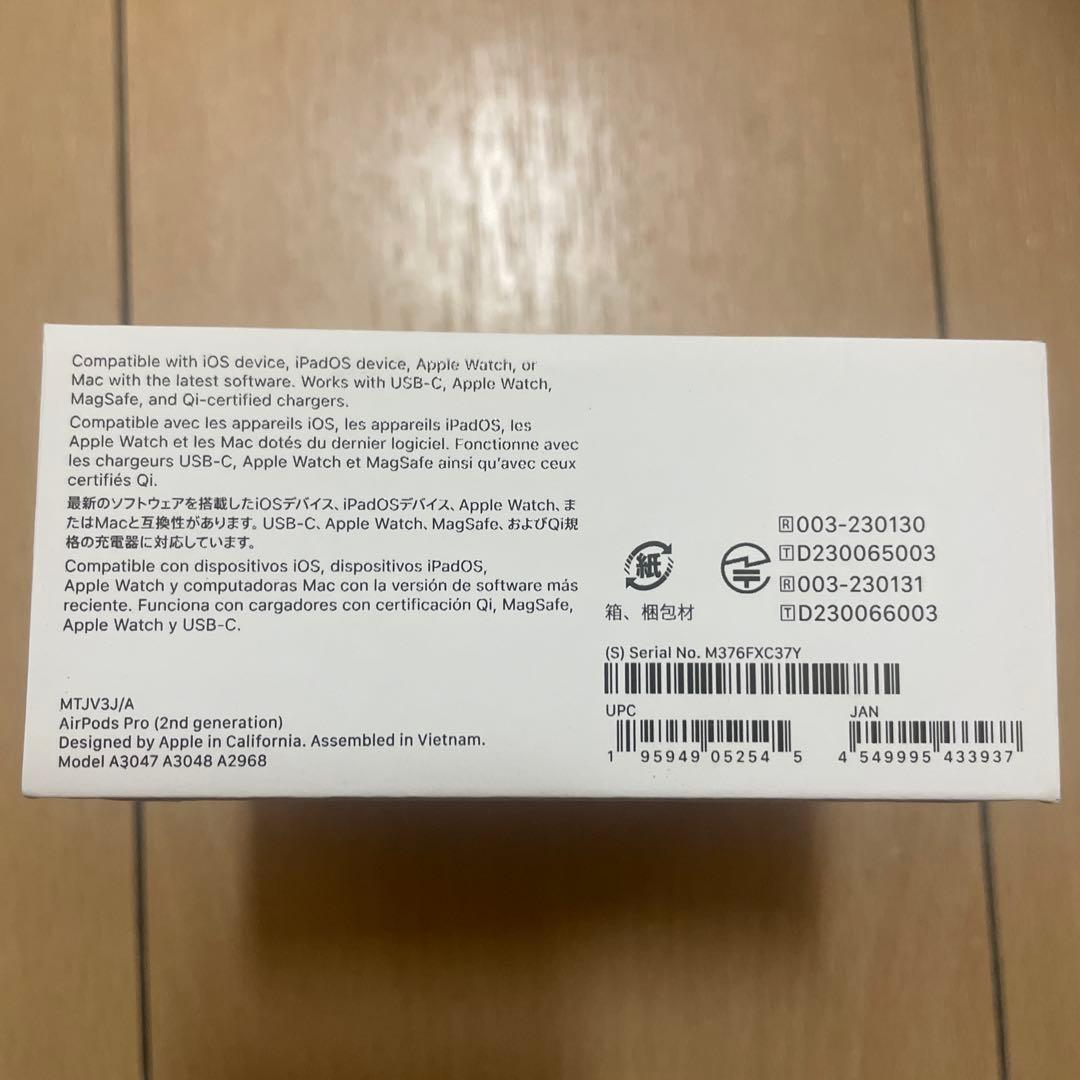 Compatible with iOS device, iPadOS device, Apple Watch, or
Mac with the latest software. Works with USB-C, Apple Watch,
MagSafe, and Qi-certified chargers.
Compatible avec les appareils iOS, les appareils iPadOS, les
Apple Watch et les Mac dotés du dernier logiciel. Fonctionne avec
les chargeurs USB-C, Apple Watch et MagSafe ainsi qu'avec ceux
certifiés Qi.
最新のソフトウェアを搭載したiOSデバイス、iPadOSデバイス、Apple Watch、ま
たはMacと互換性があります。USB-C、Apple Watch、MagSafe、およびQi規
格の充電器に対応しています。
Compatible con dispositivos iOS, dispositivos iPadOS,
Apple Watch y computadoras Mac con la versión de software más
reciente. Funciona con cargadores con certificación Qi, MagSafe,
Apple Watch y USB-C.
MTJV3J/A
AirPods Pro (2nd generation)
Designed by Apple in California. Assembled in Vietnam.
Model A3047 A3048 A2968
紙
箱、梱包材
R 003-230130
T D230065003
R 003-230131
T D230066003
(S) Serial No. M376FXC37Y
UPC
1 95949 05254 5
JAN
4 549995 433937